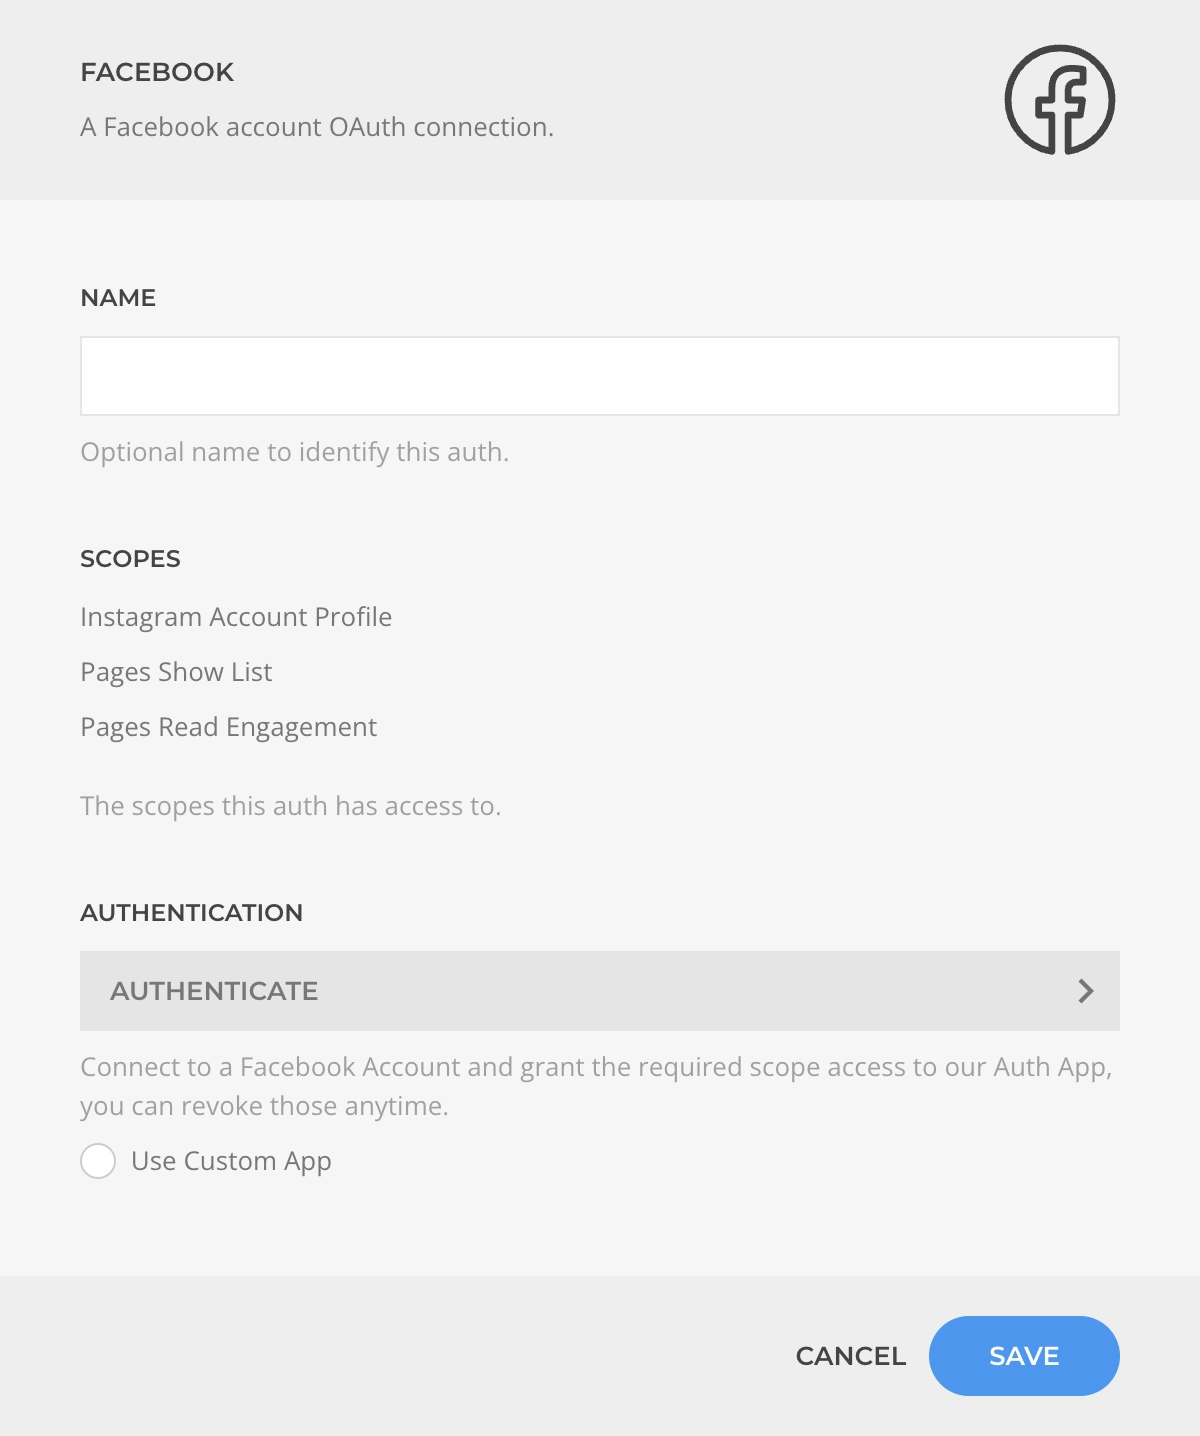 FACEBOOK
A Facebook account OAuth connection.
NAME
Optional name to identify this auth.
SCOPES
Instagram Account Profile
Pages Show List
Pages Read Engagement
The scopes this auth has access to.
AUTHENTICATION
AUTHENTICATE
Connect to a Facebook Account and grant the required scope access to our Auth App,
you can revoke those anytime.
Use Custom App
CANCEL SAVE